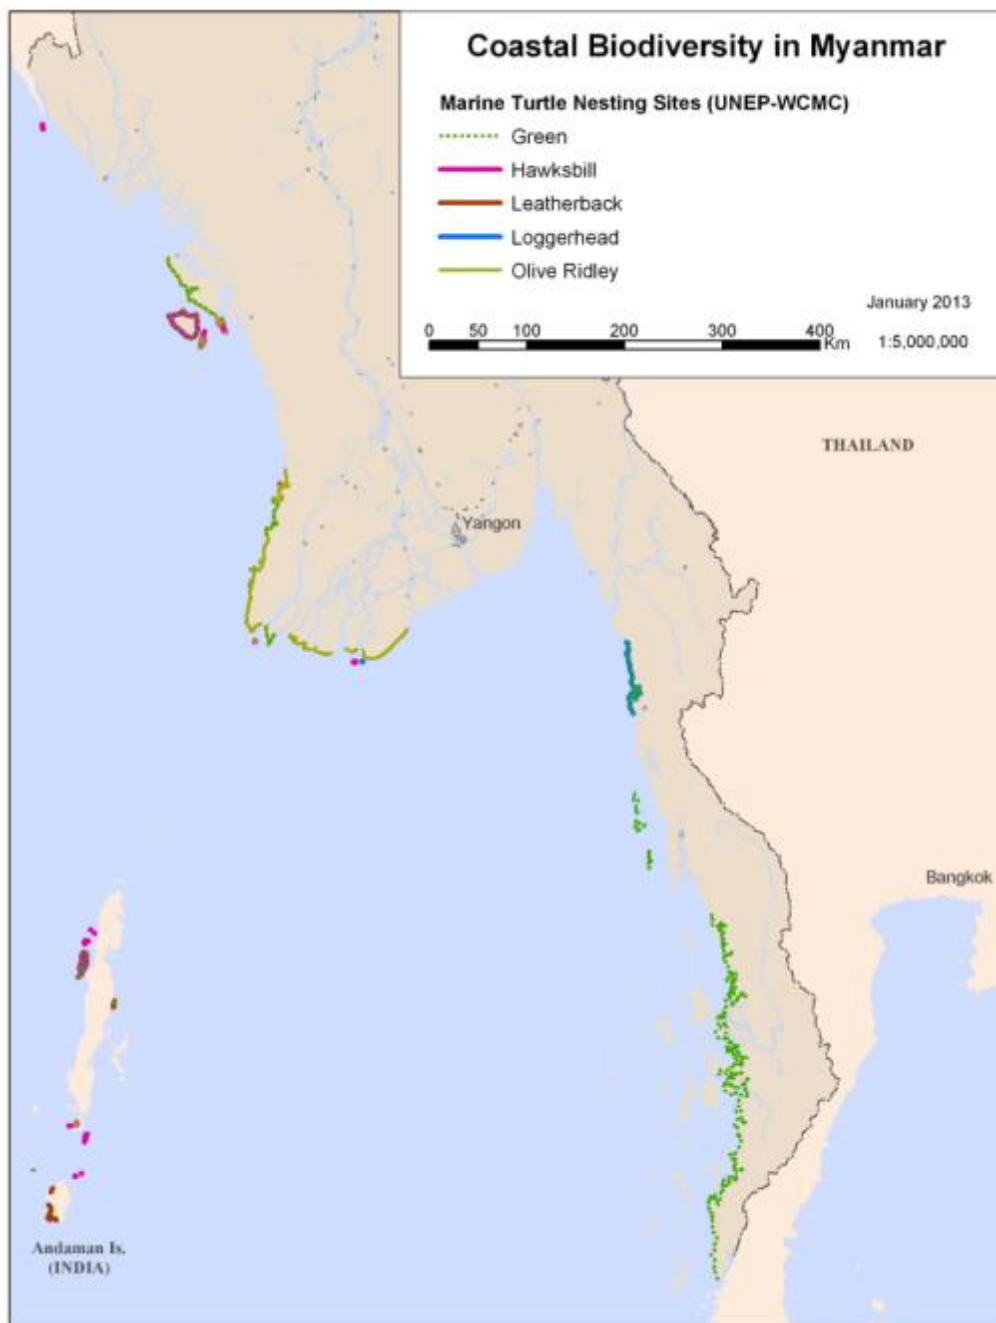 Coastal Biodiversity in Myanmar
Marine Turtle Nesting Sites (UNEP-WCMC)
Green
Hawksbill
Leatherback
Loggerhead
Olive Ridley
January 2013
0 50 100 200 300 400
Km
1:5,000,000
THAILAND
Yangon
Bangkok
Andaman Is.
(INDIA)